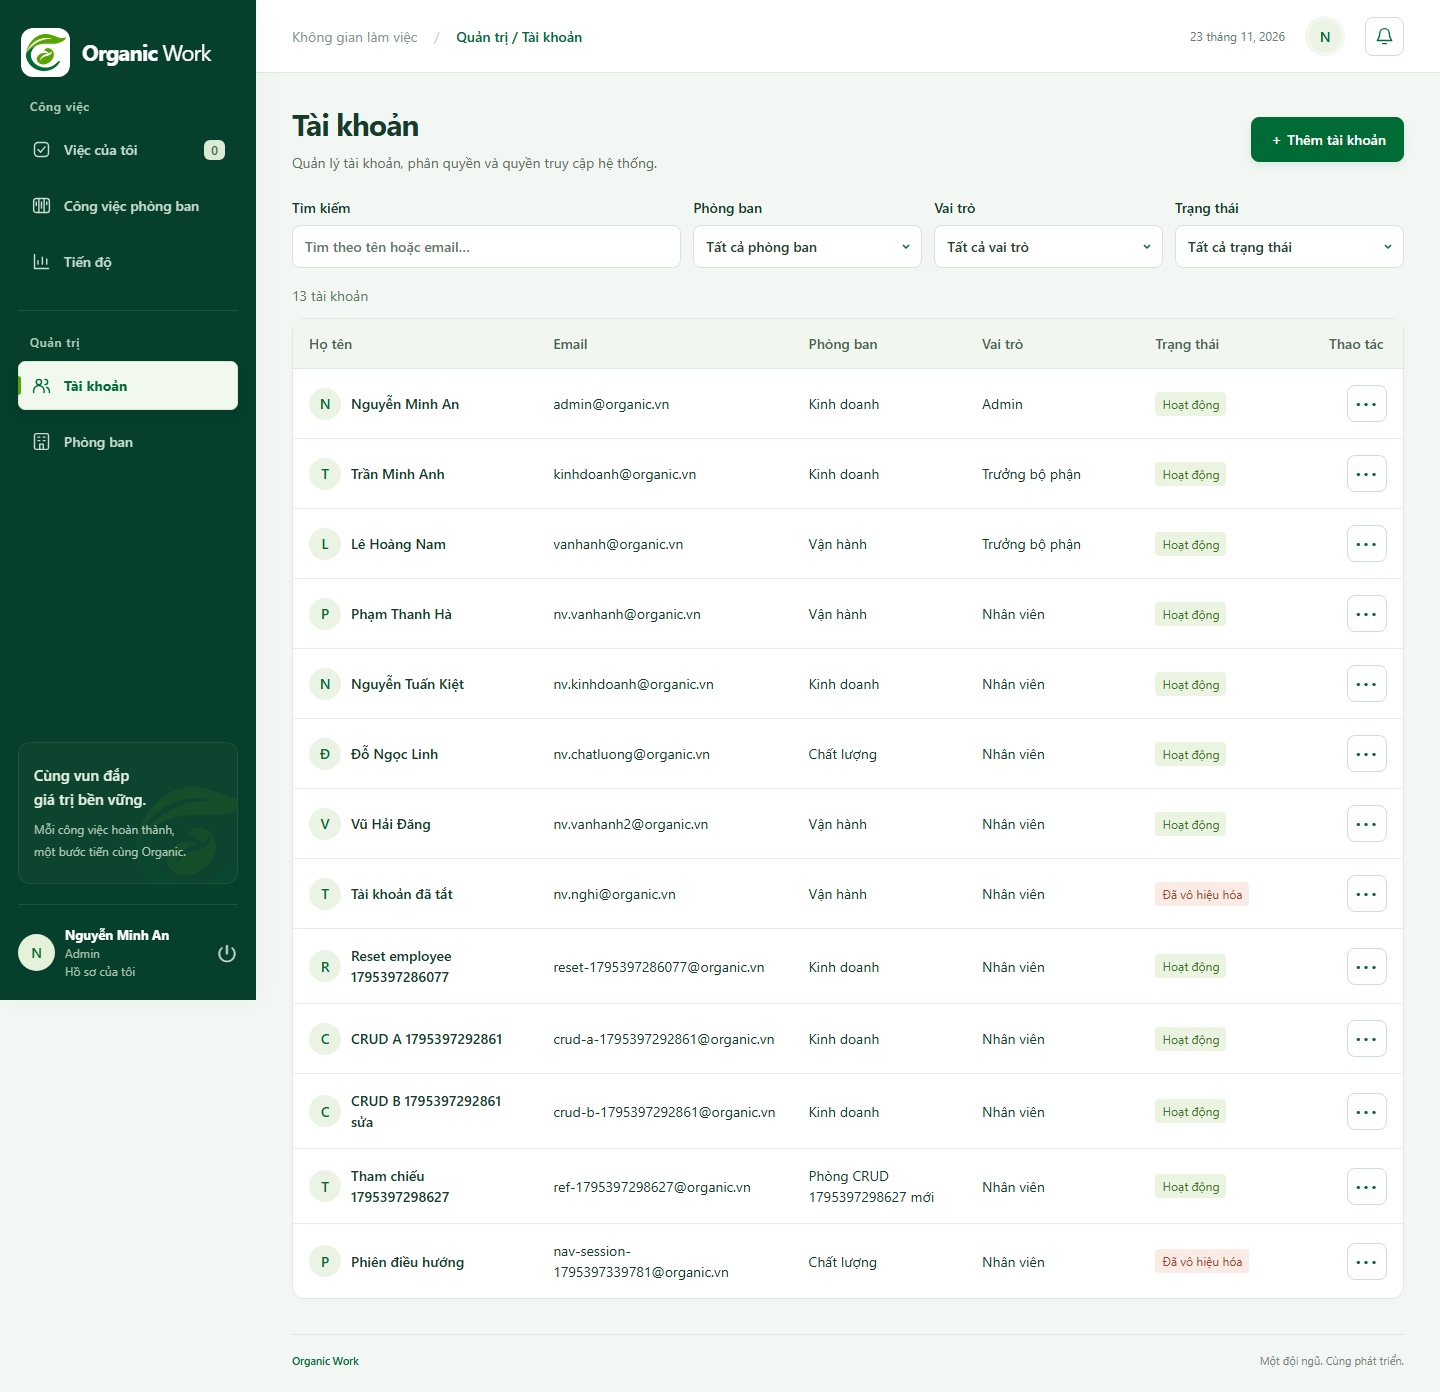 Organic Work
Công việc
Việc của tôi 0
Công việc phòng ban
Tiến độ
Quản trị
Tài khoản
Phòng ban
Cùng vun đắp
giá trị bền vững.
Mỗi công việc hoàn thành,
một bước tiến cùng Organic.
N
Nguyễn Minh An
Admin
Hồ sơ của tôi
Không gian làm việc / Quản trị / Tài khoản
23 tháng 11, 2026 N
Tài khoản
Quản lý tài khoản, phân quyền và quyền truy cập hệ thống.
+ Thêm tài khoản
Tìm kiếm Phòng ban Vai trò Trạng thái
Tìm theo tên hoặc email... Tất cả phòng ban Tất cả vai trò Tất cả trạng thái
13 tài khoản
Họ tên Email Phòng ban Vai trò Trạng thái Thao tác
N Nguyễn Minh An admin@organic.vn Kinh doanh Admin Hoạt động •••
T Trần Minh Anh kinhdoanh@organic.vn Kinh doanh Trưởng bộ phận Hoạt động •••
L Lê Hoàng Nam vanhanh@organic.vn Vận hành Trưởng bộ phận Hoạt động •••
P Phạm Thanh Hà nv.vanhanh@organic.vn Vận hành Nhân viên Hoạt động •••
N Nguyễn Tuấn Kiệt nv.kinhdoanh@organic.vn Kinh doanh Nhân viên Hoạt động •••
Đ Đỗ Ngọc Linh nv.chatluong@organic.vn Chất lượng Nhân viên Hoạt động •••
V Vũ Hải Đăng nv.vanhanh2@organic.vn Vận hành Nhân viên Hoạt động •••
T Tài khoản đã tắt nv.nghi@organic.vn Vận hành Nhân viên Đã vô hiệu hóa •••
R Reset employee
1795397286077 reset-1795397286077@organic.vn Kinh doanh Nhân viên Hoạt động •••
C CRUD A 1795397292861 crud-a-1795397292861@organic.vn Kinh doanh Nhân viên Hoạt động •••
C CRUD B 1795397292861
sửa crud-b-1795397292861@organic.vn Kinh doanh Nhân viên Hoạt động •••
T Tham chiếu
1795397298627 ref-1795397298627@organic.vn Phòng CRUD
1795397298627 mới Nhân viên Hoạt động •••
P Phiên điều hướng nav-session-
1795397339781@organic.vn Chất lượng Nhân viên Đã vô hiệu hóa •••
Organic Work
Một đội ngũ. Cùng phát triển.